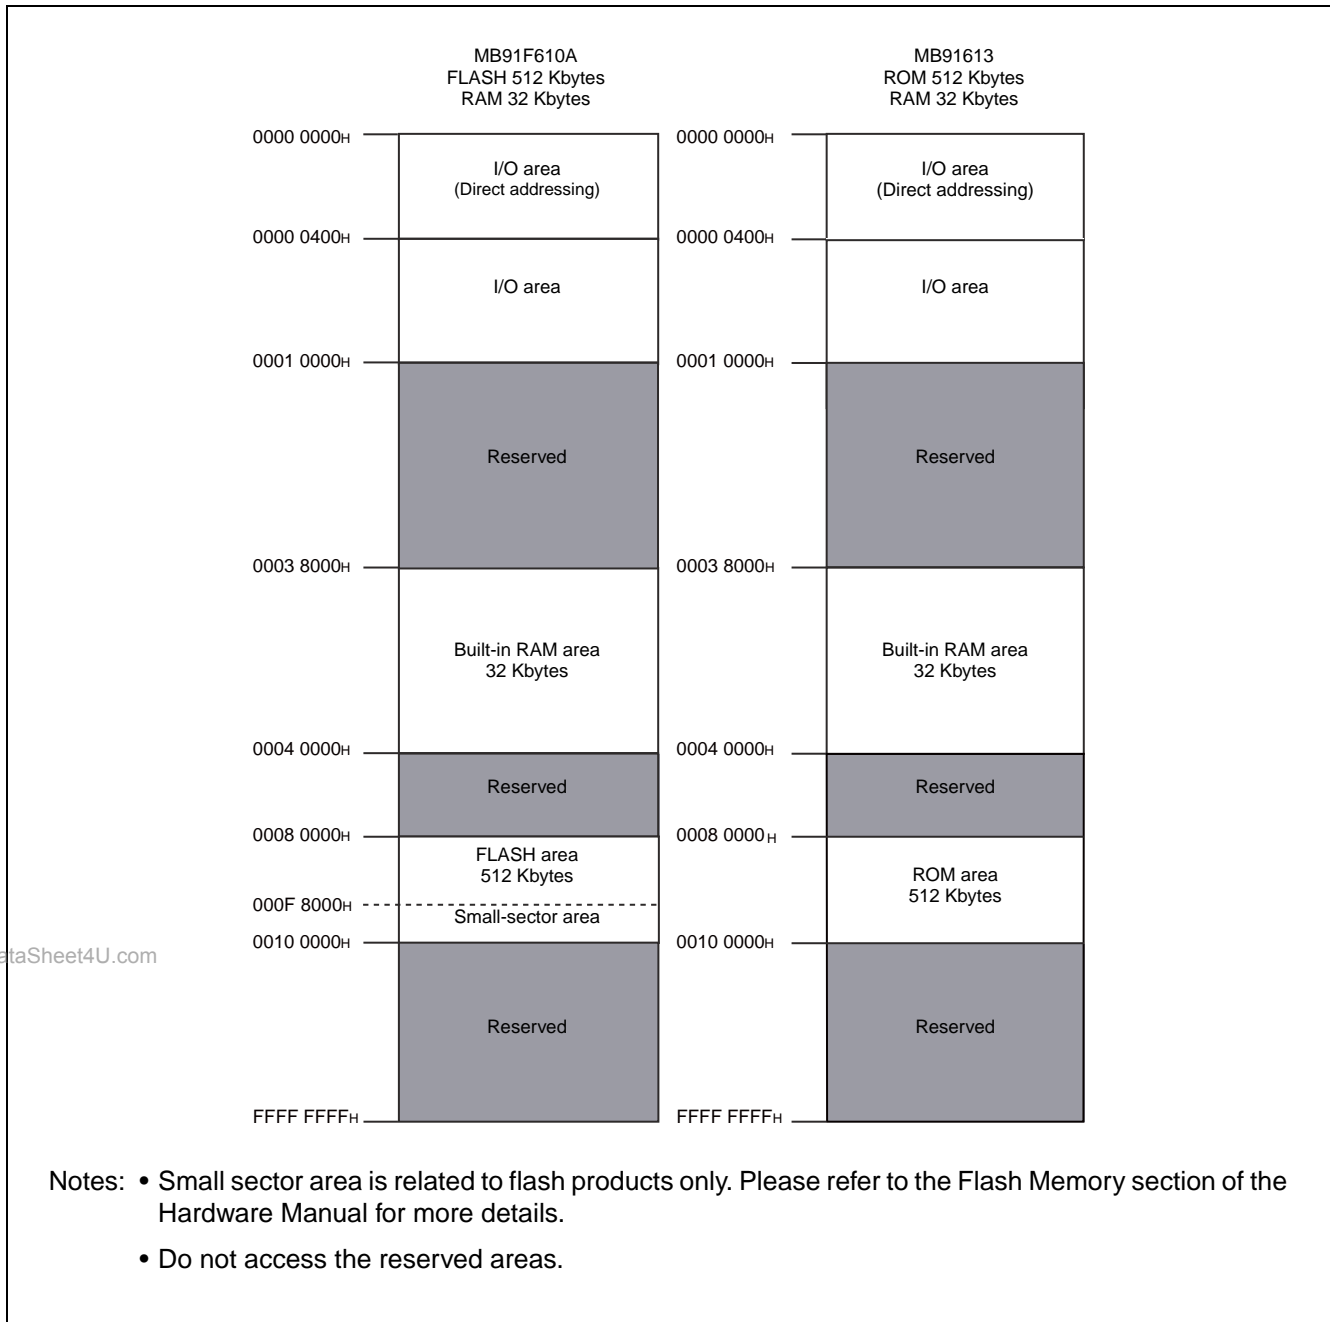 MB91F610A
FLASH 512 Kbytes
RAM 32 Kbytes
0000 0000H
I/O area
(Direct addressing)
0000 0400H
I/O area
0001 0000H
Reserved
0003 8000H
Built-in RAM area
32 Kbytes
0004 0000H
Reserved
0008 0000H
FLASH area
512 Kbytes
000F 8000H
Small-sector area
0010 0000H
Reserved
FFFF FFFFH
MB91613
ROM 512 Kbytes
RAM 32 Kbytes
0000 0000H
I/O area
(Direct addressing)
0000 0400H
I/O area
0001 0000H
Reserved
0003 8000H
Built-in RAM area
32 Kbytes
0004 0000H
Reserved
0008 0000H
ROM area
512 Kbytes
0010 0000H
Reserved
FFFF FFFFH
ataSheet4U.com
Notes: • Small sector area is related to flash products only. Please refer to the Flash Memory section of the
Hardware Manual for more details.
• Do not access the reserved areas.